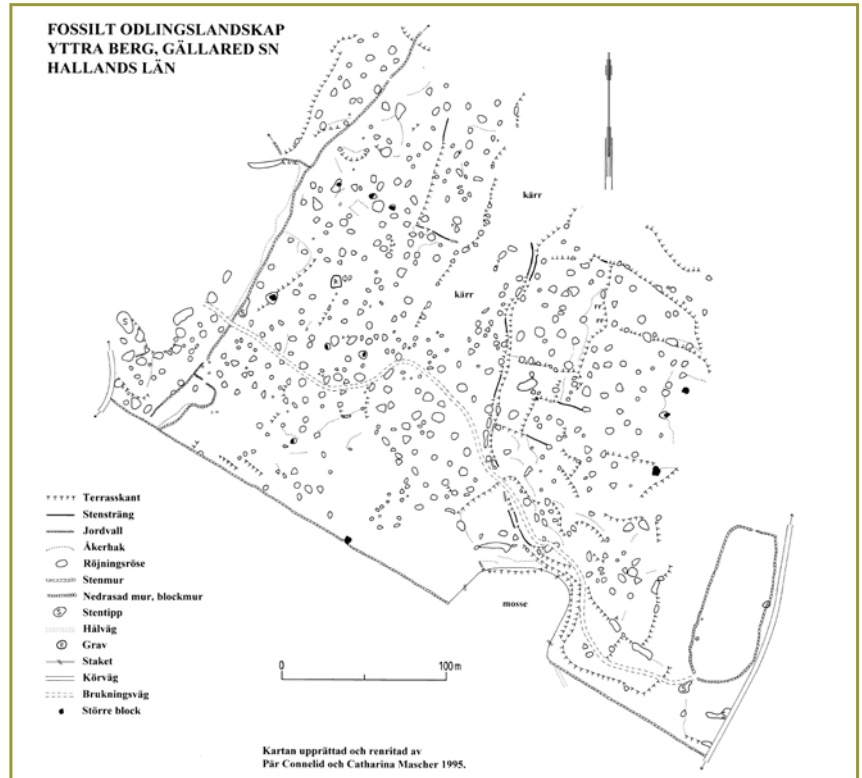 FOSSILT ODLINGSLANDSKAP
YTTRA BERG, GÄLLARED SN
HALLANDS LÄN
kärr
kärr
mosse
Terrasskant
Stensträng
Jordvall
Åkerhak
Röjningsröse
Stenmur
Nedrasad mur, blockmur
Stentipp
Hålväg
Grav
Staket
Körväg
Brukningsväg
Större block
0 100 m
Kartan upprättad och renritad av
Pär Connelid och Catharina Mascher 1995.